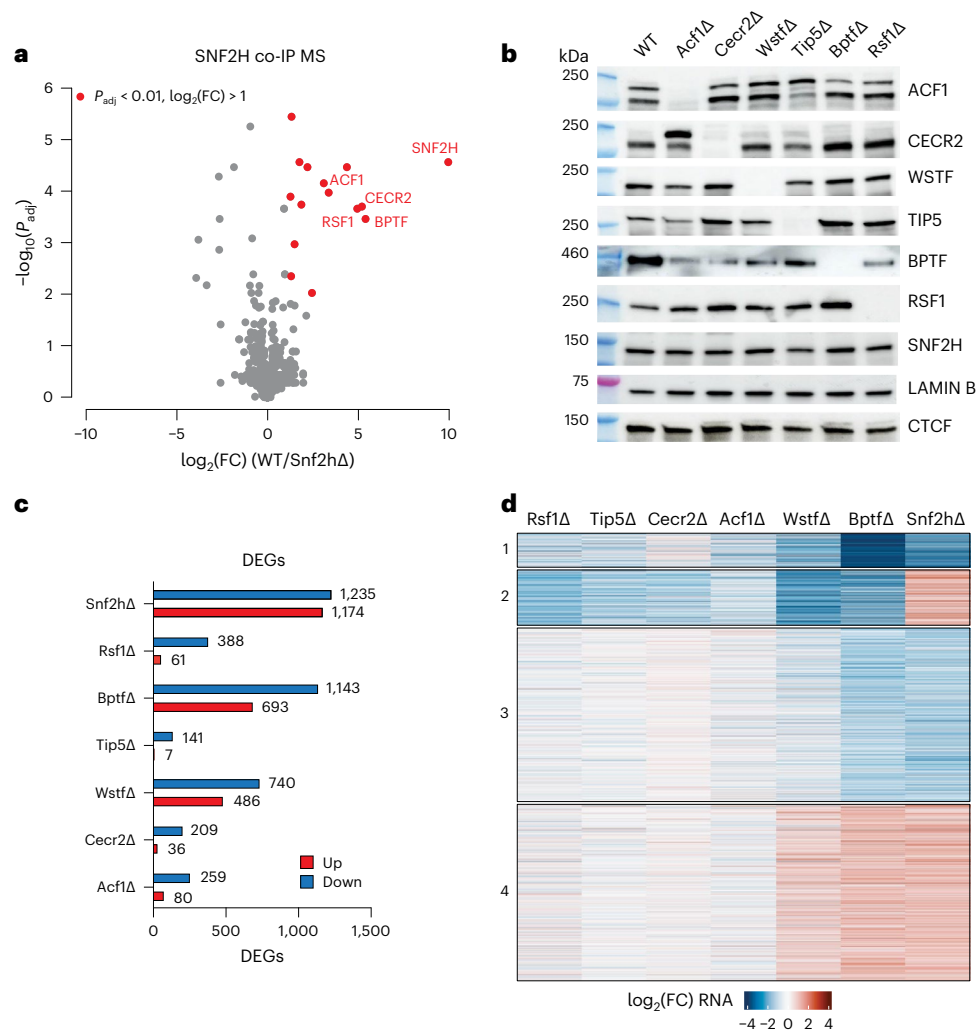 a
SNF2H co-IP MS
P adj < 0.01, log2(FC) > 1
6
5
4
3
2
1
0
−log10(P adj)
SNF2H
ACF1
CECR2
RSF1
BPTF
−10
−5
0
5
10
log2(FC) (WT/Snf2hΔ)
b
kDa
WT
Acf1Δ
Cecr2Δ
WstfΔ
Tip5Δ
BptfΔ
Rsf1Δ
250
ACF1
250
CECR2
250
WSTF
250
TIP5
460
BPTF
250
RSF1
150
SNF2H
75
LAMIN B
150
CTCF
c
DEGs
Snf2hΔ
1,235
1,174
Rsf1Δ
388
61
BptfΔ
1,143
693
Tip5Δ
141
7
WstfΔ
740
486
Cecr2Δ
209
36
Acf1Δ
259
80
Up
Down
0
500
1,000
1,500
DEGs
d
Rsf1Δ
Tip5Δ
Cecr2Δ
Acf1Δ
WstfΔ
BptfΔ
Snf2hΔ
1
2
3
4
log2(FC) RNA
−4 −2 0 2 4